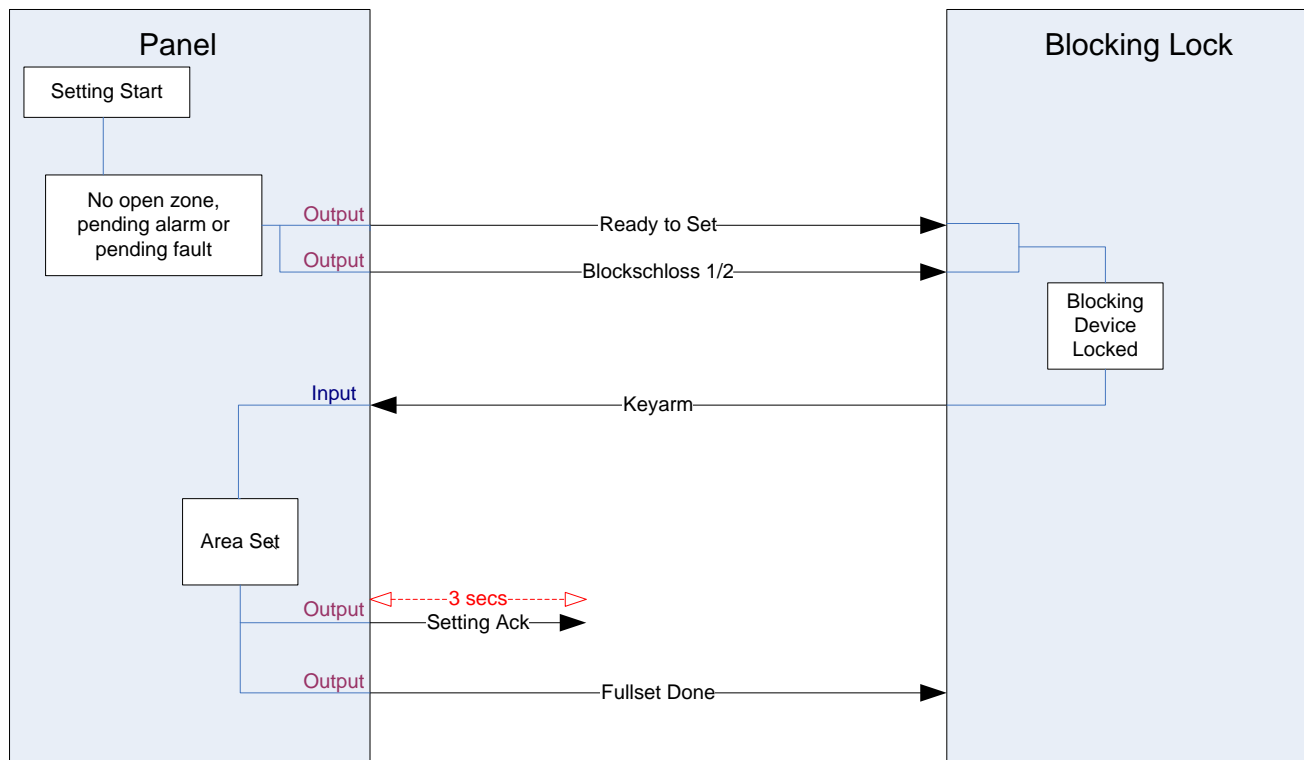 Panel
Blocking Lock
Setting Start
No open zone,
pending alarm or
pending fault
Output
Ready to Set
Output
Blockschloss 1/2
Blocking
Device
Locked
Input
Keyarm
Area Set
3 secs
Output
Setting Ack
Output
Fullset Done